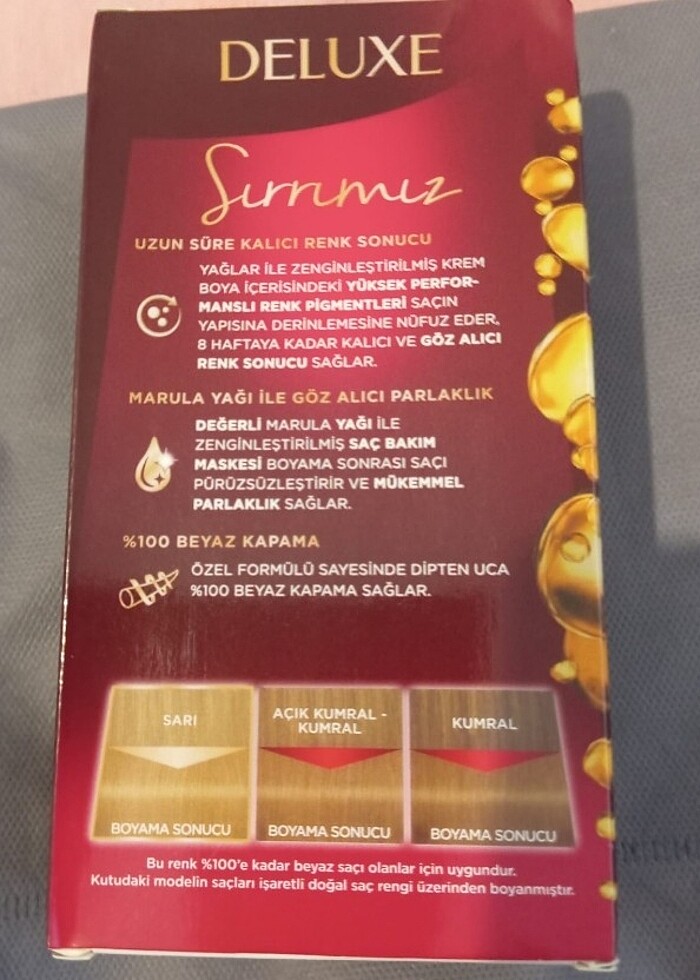 DELUXE
Sırrımız
UZUN SÜRE KALICI RENK SONUCU
YAĞLAR İLE ZENGİNLEŞTİRİLMİŞ KREM
BOYA İÇERİSİNDEKİ YÜKSEK PERFOR-
MANSLI RENK PİGMENTLERİ SAÇIN
YAPISINA DERİNLEMESİNE NÜFUZ EDER,
8 HAFTAYA KADAR KALICI VE GÖZ ALICI
RENK SONUCU SAĞLAR.
MARULA YAĞI İLE GÖZ ALICI PARLAKLIK
DEĞERLİ MARULA YAĞI İLE
ZENGİNLEŞTİRİLMİŞ SAÇ BAKIM
MASKESİ BOYAMA SONRASI SAÇI
PÜRÜZSÜZLEŞTİRİR VE MÜKEMMEL
PARLAKLIK SAĞLAR.
%100 BEYAZ KAPAMA
ÖZEL FORMÜLÜ SAYESİNDE DİPTEN UCA
%100 BEYAZ KAPAMA SAĞLAR.
SARI
BOYAMA SONUCU
AÇIK KUMRAL -
KUMRAL
BOYAMA SONUCU
KUMRAL
BOYAMA SONUCU
Bu renk %100'e kadar beyaz saçı olanlar için uygundur.
Kutudaki modelin saçları işaretli doğal saç rengi üzerinden boyanmıştır.